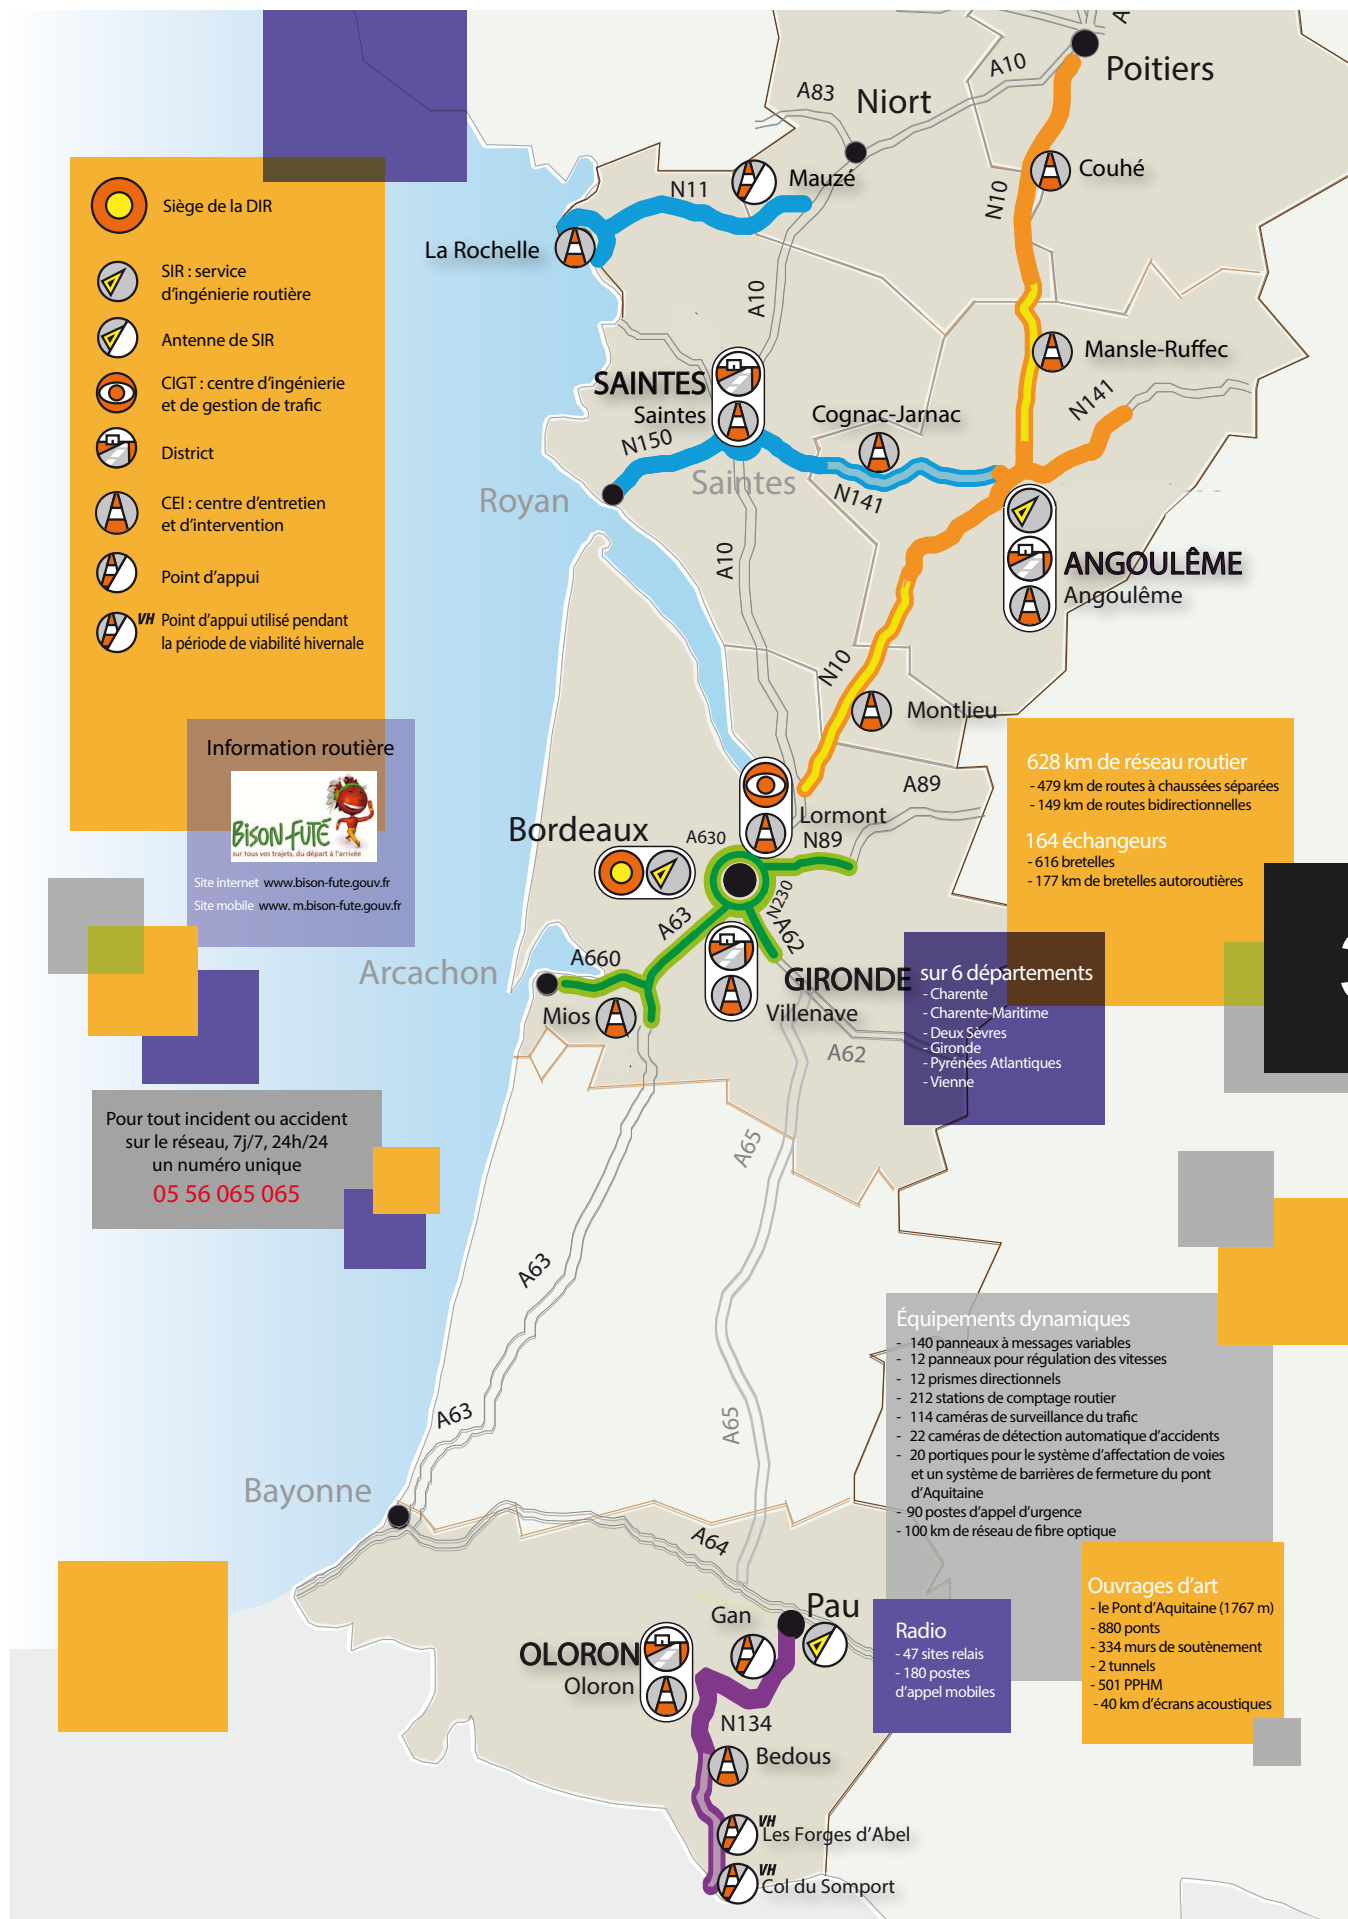 Poitiers
A10
A83
Niort
Couhé
Mauzé
N11
N10
La Rochelle
A10
Mansle-Ruffec
N141
SAINTES
Saintes
Cognac-Jarnac
N150
Saintes
N141
Royan
A10
ANGOULÊME
Angoulême
N10
Montlieu
A89
Lormont
N89
Bordeaux
A630
N230
A63
A62
A660
Arcachon
GIRONDE
Villenave
Mios
A62
A65
A63
A65
A63
Bayonne
A64
Pau
Gan
OLORON
Oloron
N134
Bedous
VH
Les Forges d'Abel
VH
Col du Somport
Siège de la DIR
SIR : service
d'ingénierie routière
Antenne de SIR
CIGT : centre d'ingénierie
et de gestion de trafic
District
CEI : centre d'entretien
et d'intervention
Point d'appui
VH Point d'appui utilisé pendant
la période de viabilité hivernale
Information routière
BiSON-FUTÉ
sur tous vos trajets, du départ à l'arrivée
Site internet www.bison-fute.gouv.fr
Site mobile www. m.bison-fute.gouv.fr
Pour tout incident ou accident
sur le réseau, 7j/7, 24h/24
un numéro unique
05 56 065 065
628 km de réseau routier
- 479 km de routes à chaussées séparées
- 149 km de routes bidirectionnelles
164 échangeurs
- 616 bretelles
- 177 km de bretelles autoroutières
sur 6 départements
- Charente
- Charente-Maritime
- Deux Sèvres
- Gironde
- Pyrénées Atlantiques
- Vienne
Équipements dynamiques
- 140 panneaux à messages variables
- 12 panneaux pour régulation des vitesses
- 12 prismes directionnels
- 212 stations de comptage routier
- 114 caméras de surveillance du trafic
- 22 caméras de détection automatique d'accidents
- 20 portiques pour le système d'affectation de voies
et un système de barrières de fermeture du pont
d'Aquitaine
- 90 postes d'appel d'urgence
- 100 km de réseau de fibre optique
Ouvrages d'art
- le Pont d'Aquitaine (1767 m)
- 880 ponts
- 334 murs de soutènement
- 2 tunnels
- 501 PPHM
- 40 km d'écrans acoustiques
Radio
- 47 sites relais
- 180 postes
d'appel mobiles